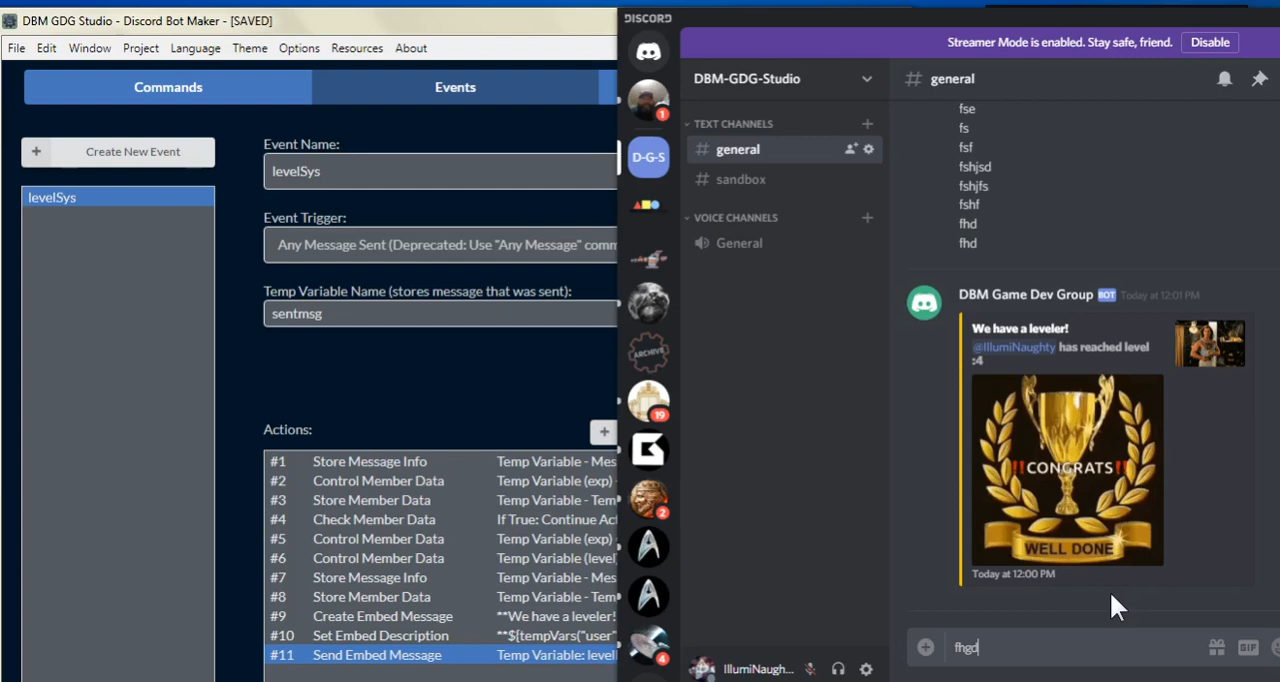 DBM GDG Studio - Discord Bot Maker - [SAVED]
File Edit Window Project Language Theme Options Resources About
Commands Events
Create New Event
levelSys
Event Name:
levelSys
Event Trigger:
Any Message Sent (Deprecated: Use "Any Message" comm
Temp Variable Name (stores message that was sent):
sentmsg
Actions:
#1 Store Message Info Temp Variable - Mes
#2 Control Member Data Temp Variable (exp)
#3 Store Member Data Temp Variable - Tem
#4 Check Member Data If True: Continue Ac
#5 Control Member Data Temp Variable (exp)
#6 Control Member Data Temp Variable (level
#7 Store Message Info Temp Variable - Mes
#8 Store Member Data Temp Variable - Tem
#9 Create Embed Message **We have a leveler!
#10 Set Embed Description **${tempVars("user"
#11 Send Embed Message Temp Variable: level
DISCORD
1
D-G-S
ARCHIVE
19
2
4
Streamer Mode is enabled. Stay safe, friend. Disable
DBM-GDG-Studio
TEXT CHANNELS
# general
# sandbox
VOICE CHANNELS
General
IllumiNaugh...
# general
fse
fs
fsf
fshjsd
fshjfs
fshf
fhd
fhd
DBM Game Dev Group BOT Today at 12:01 PM
We have a leveler!
@IllumiNaughty has reached level
:4
!!CONGRATS!!
WELL DONE
Today at 12:00 PM
fhgd
GIF